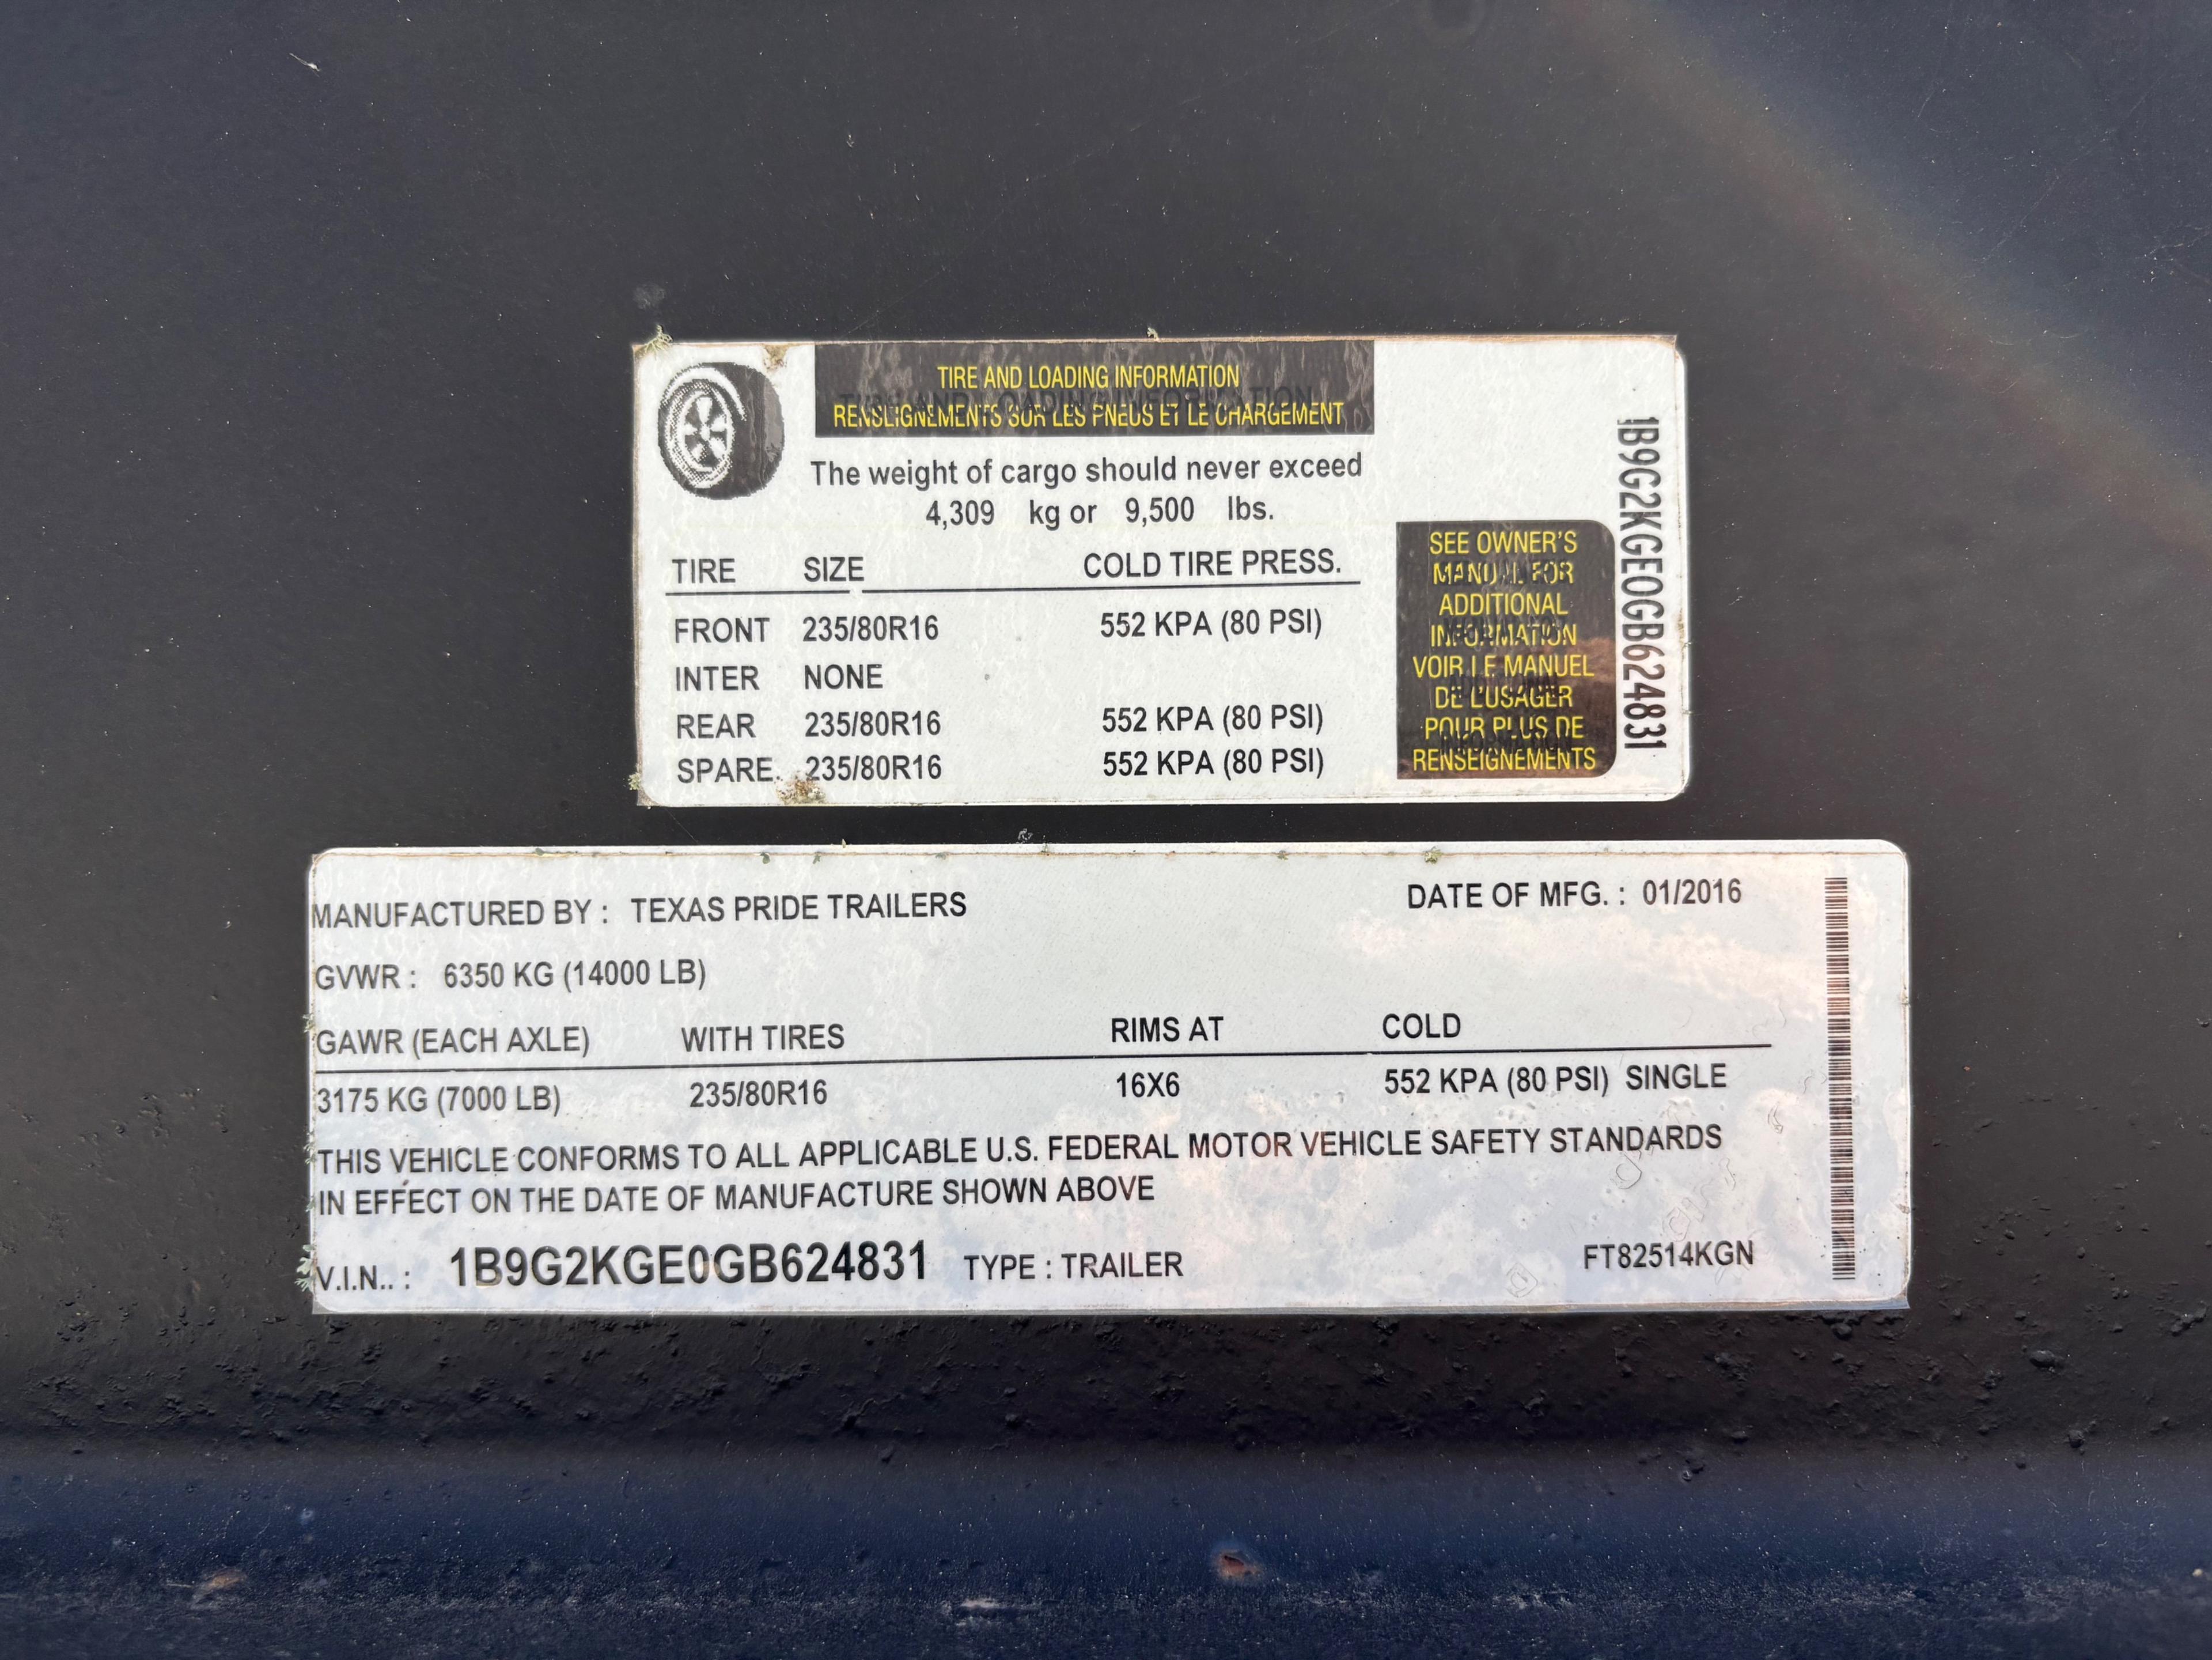 TIRE AND LOADING INFORMATION
RENSEIGNEMENTS SUR LES PNEUS ET LE CHARGEMENT
The weight of cargo should never exceed
4,309 kg or 9,500 lbs.
TIRE SIZE COLD TIRE PRESS.
FRONT 235/80R16 552 KPA (80 PSI)
INTER NONE
REAR 235/80R16 552 KPA (80 PSI)
SPARE 235/80R16 552 KPA (80 PSI)
SEE OWNER'S
MANUAL FOR
ADDITIONAL
INFORMATION
VOIR LE MANUEL
DE L'USAGER
POUR PLUS DE
RENSEIGNEMENTS
1B9G2KGE0GB624831
MANUFACTURED BY : TEXAS PRIDE TRAILERS DATE OF MFG. : 01/2016
GVWR : 6350 KG (14000 LB)
GAWR (EACH AXLE) WITH TIRES RIMS AT COLD
3175 KG (7000 LB) 235/80R16 16X6 552 KPA (80 PSI) SINGLE
THIS VEHICLE CONFORMS TO ALL APPLICABLE U.S. FEDERAL MOTOR VEHICLE SAFETY STANDARDS
IN EFFECT ON THE DATE OF MANUFACTURE SHOWN ABOVE
V.I.N.. : 1B9G2KGE0GB624831 TYPE : TRAILER FT82514KGN